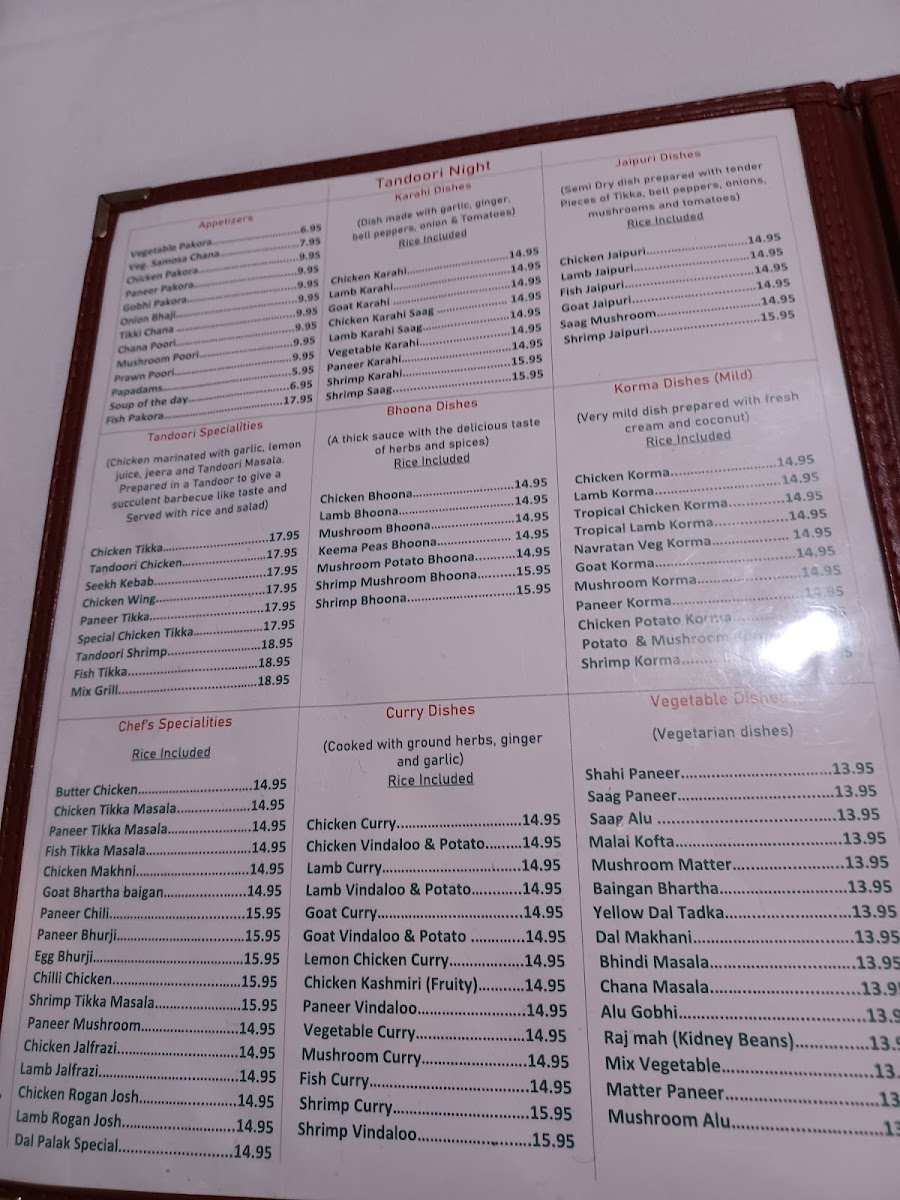 Tandoori Night
Appetizers
Vegetable Pakora....................6.95
Veg. Samosa Chana....................7.95
Chicken Pakora....................9.95
Paneer Pakora....................9.95
Gobhi Pakora....................9.95
Onion Bhaji....................9.95
Tikki Chana ....................9.95
Chana Poori....................9.95
Mushroom Poori....................9.95
Prawn Poori....................9.95
Papadams....................5.95
Soup of the day....................6.95
Fish Pakora....................17.95
Karahi Dishes
(Dish made with garlic, ginger,
bell peppers, onion & Tomatoes)
Rice Included
Chicken Karahi....................14.95
Lamb Karahi....................14.95
Goat Karahi ....................14.95
Chicken Karahi Saag .................... 14.95
Lamb Karahi Saag....................14.95
Vegetable Karahi....................14.95
Paneer Karahi....................14.95
Shrimp Karahi....................15.95
Shrimp Saag....................15.95
Jaipuri Dishes
(Semi Dry dish prepared with tender
Pieces of Tikka, bell peppers, onions,
mushrooms and tomatoes)
Rice Included
Chicken Jaipuri....................14.95
Lamb Jaipuri....................14.95
Fish Jaipuri....................14.95
Goat Jaipuri....................14.95
Saag Mushroom....................14.95
Shrimp Jaipuri....................15.95
Tandoori Specialities
(Chicken marinated with garlic, lemon
juice, jeera and Tandoori Masala.
Prepared in a Tandoor to give a
succulent barbecue like taste and
Served with rice and salad)
Chicken Tikka....................17.95
Tandoori Chicken....................17.95
Seekh Kebab....................17.95
Chicken Wing....................17.95
Paneer Tikka....................17.95
Special Chicken Tikka....................17.95
Tandoori Shrimp....................18.95
Fish Tikka....................18.95
Mix Grill....................18.95
Bhoona Dishes
(A thick sauce with the delicious taste
of herbs and spices)
Rice Included
Chicken Bhoona....................14.95
Lamb Bhoona....................14.95
Mushroom Bhoona....................14.95
Keema Peas Bhoona.................... 14.95
Mushroom Potato Bhoona..........14.95
Shrimp Mushroom Bhoona.........15.95
Shrimp Bhoona....................15.95
Korma Dishes (Mild)
(Very mild dish prepared with fresh
cream and coconut)
Rice Included
Chicken Korma....................14.95
Lamb Korma....................14.95
Tropical Chicken Korma............14.95
Tropical Lamb Korma................14.95
Navratan Veg Korma................ 14.95
Goat Korma....................14.95
Mushroom Korma....................14.95
Paneer Korma....................14.95
Chicken Potato Korma
Potato & Mushroom
Shrimp Korma
Chef's Specialities
Rice Included
Butter Chicken....................14.95
Chicken Tikka Masala................14.95
Paneer Tikka Masala..................14.95
Fish Tikka Masala....................14.95
Chicken Makhni....................14.95
Goat Bhartha baigan................14.95
Paneer Chili....................15.95
Paneer Bhurji....................15.95
Egg Bhurji....................15.95
Chilli Chicken....................15.95
Shrimp Tikka Masala................15.95
Paneer Mushroom....................14.95
Chicken Jalfrazi....................14.95
Lamb Jalfrazi....................14.95
Chicken Rogan Josh..................14.95
Lamb Rogan Josh....................14.95
Dal Palak Special....................14.95
Curry Dishes
(Cooked with ground herbs, ginger
and garlic)
Rice Included
Chicken Curry....................14.95
Chicken Vindaloo & Potato........14.95
Lamb Curry....................14.95
Lamb Vindaloo & Potato...........14.95
Goat Curry....................14.95
Goat Vindaloo & Potato ............14.95
Lemon Chicken Curry................14.95
Chicken Kashmiri (Fruity).........14.95
Paneer Vindaloo....................14.95
Vegetable Curry....................14.95
Mushroom Curry....................14.95
Fish Curry....................14.95
Shrimp Curry....................15.95
Shrimp Vindaloo....................15.95
Vegetable Dishes
(Vegetarian dishes)
Shahi Paneer....................13.95
Saag Paneer....................13.95
Saag Alu ....................13.95
Malai Kofta....................13.95
Mushroom Matter....................13.95
Baingan Bhartha....................13.95
Yellow Dal Tadka....................13.95
Dal Makhani....................13.95
Bhindi Masala....................13.95
Chana Masala....................13.9
Alu Gobhi....................13.9
Raj mah (Kidney Beans)............13.
Mix Vegetable....................13.
Matter Paneer....................13
Mushroom Alu....................13